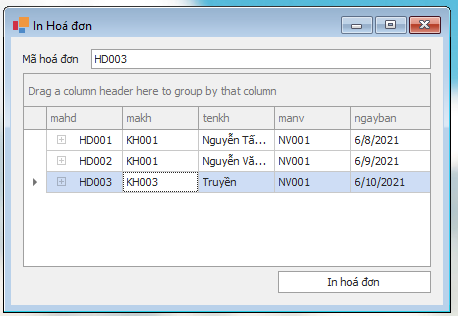 In Hoá đơn
Mã hoá đơn HD003
Drag a column header here to group by that column
mahd makh tenkh manv ngayban
HD001 KH001 Nguyễn Tấ... NV001 6/8/2021
HD002 KH001 Nguyễn Vă... NV001 6/9/2021
HD003 KH003 Truyền NV001 6/10/2021
In hoá đơn